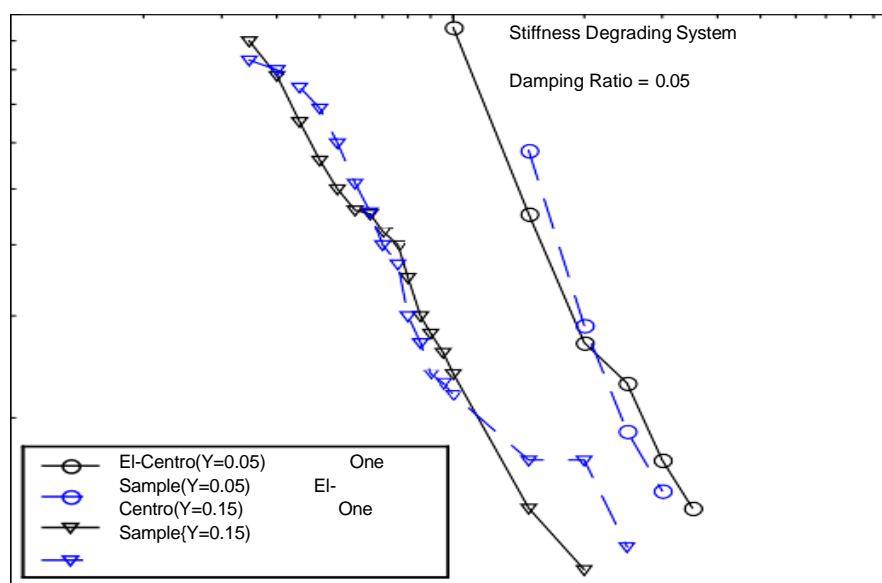 Stiffness Degrading System
Damping Ratio = 0.05
El-Centro(Y=0.05) One
Sample(Y=0.05) El-
Centro(Y=0.15) One
Sample{Y=0.15)